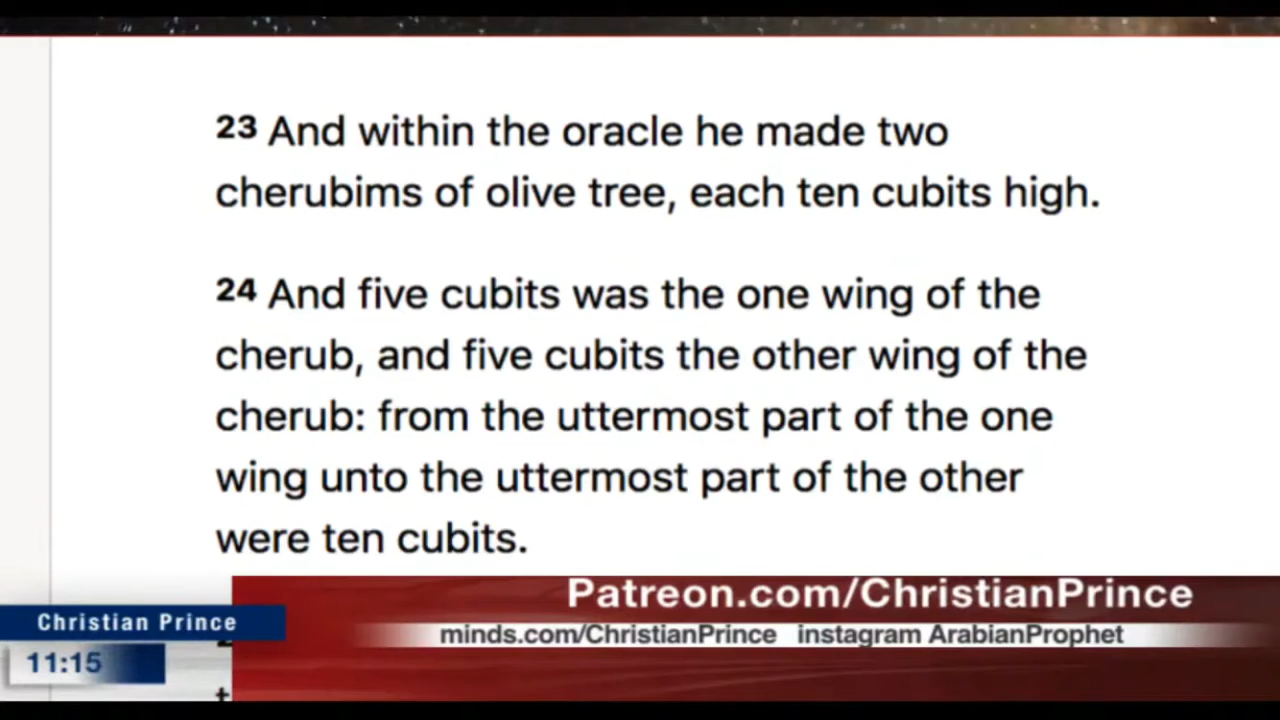 23 And within the oracle he made two
cherubims of olive tree, each ten cubits high.
24 And five cubits was the one wing of the
cherub, and five cubits the other wing of the
cherub: from the uttermost part of the one
wing unto the uttermost part of the other
were ten cubits.
Patreon.com/ChristianPrince
Christian Prince
minds.com/ChristianPrince instagram ArabianProphet
11:15